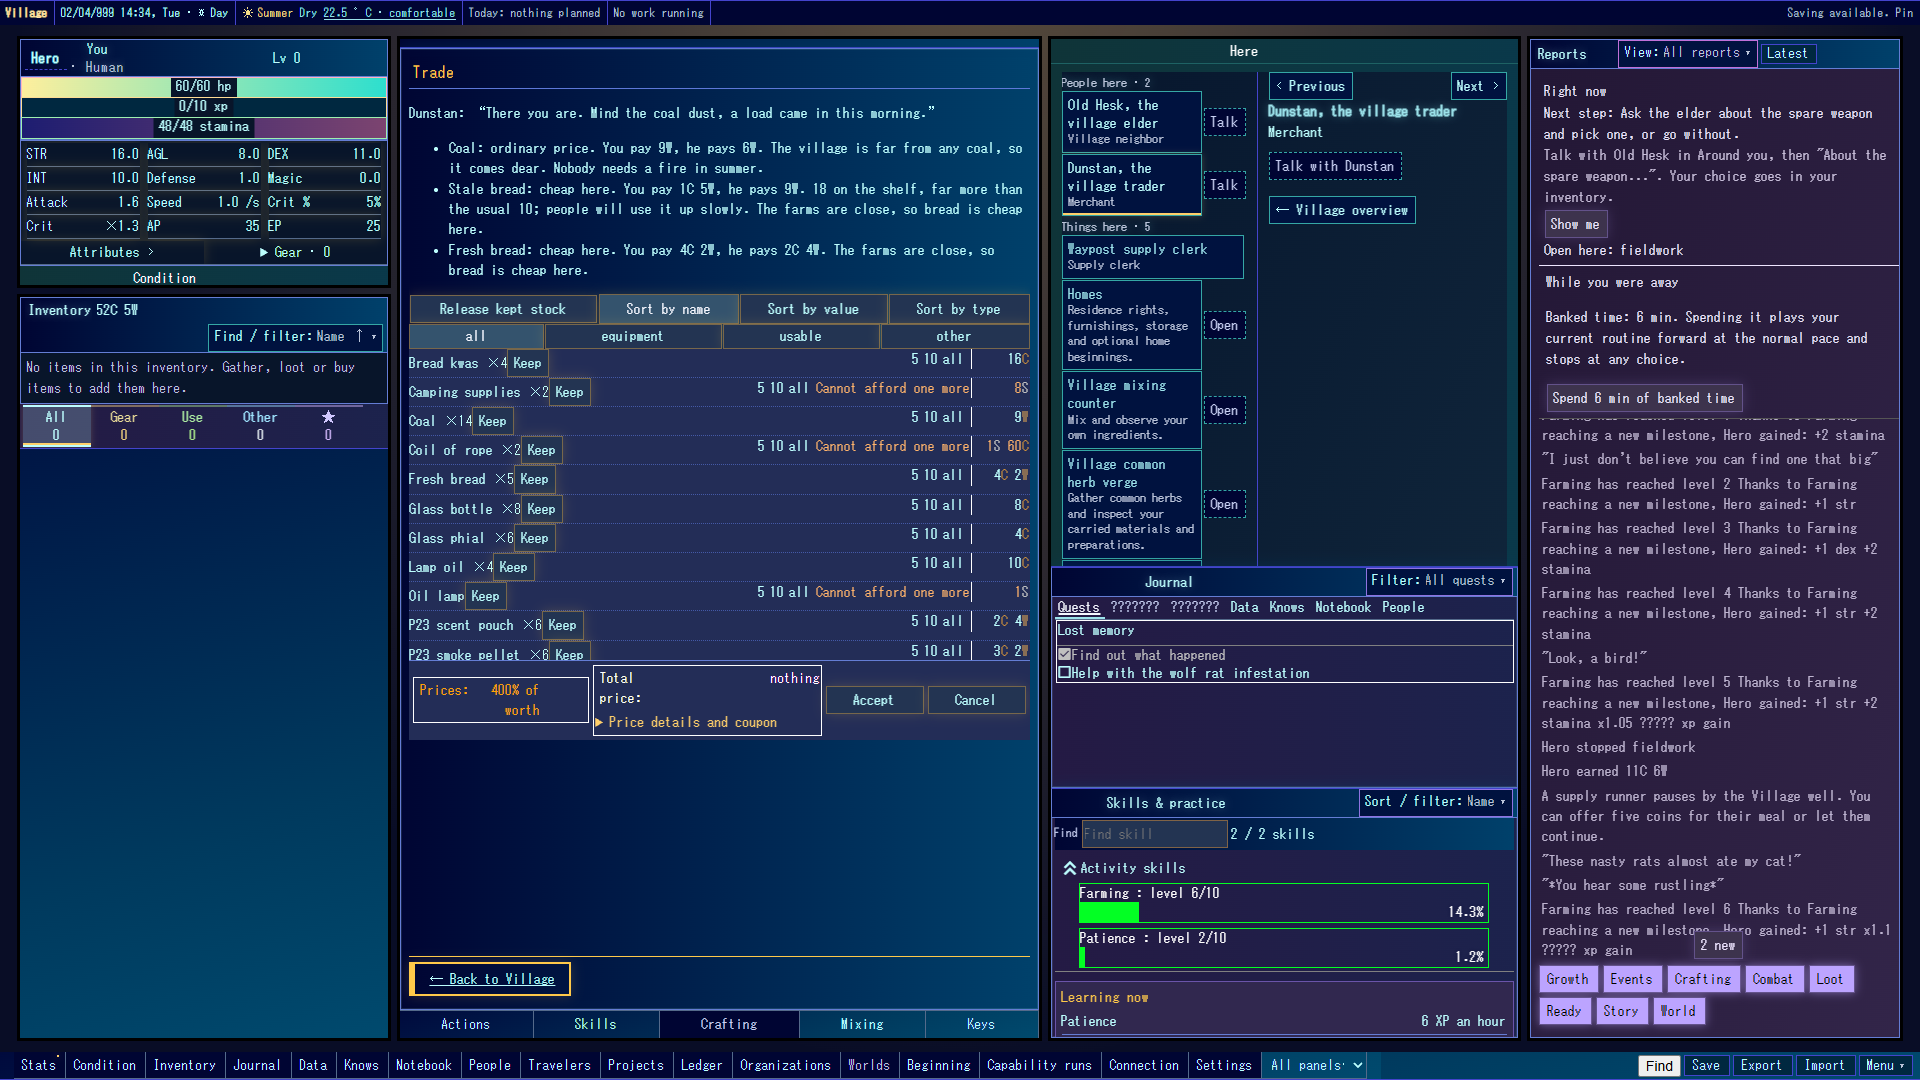 Village
02/04/999 14:34, Tue · ☀ Day
☀ Summer Dry 22.5 ° C · comfortable
Today: nothing planned
No work running
Saving available. Pin
Hero · You Human
Lv 0
60/60 hp
0/10 xp
48/48 stamina
STR 16.0 AGL 8.0 DEX 11.0
INT 10.0 Defense 1.0 Magic 0.0
Attack 1.6 Speed 1.0 /s Crit % 5%
Crit ×1.3 AP 35 EP 25
Attributes >
▶ Gear · 0
Condition
Inventory 52C 5W
Find / filter: Name ↑ ▾
No items in this inventory. Gather, loot or buy
items to add them here.
All Gear Use Other ★
0 0 0 0 0
Trade
Dunstan: “There you are. Mind the coal dust, a load came in this morning.”
• Coal: ordinary price. You pay 9W, he pays 6W. The village is far from any coal, so
it comes dear. Nobody needs a fire in summer.
• Stale bread: cheap here. You pay 1C 5W, he pays 9W. 18 on the shelf, far more than
the usual 10; people will use it up slowly. The farms are close, so bread is cheap
here.
• Fresh bread: cheap here. You pay 4C 2W, he pays 2C 4W. The farms are close, so
bread is cheap here.
Release kept stock
Sort by name
Sort by value
Sort by type
all
equipment
usable
other
Bread kwas ×4 Keep 5 10 all 16C
Camping supplies ×2 Keep 5 10 all Cannot afford one more 8S
Coal ×14 Keep 5 10 all 9W
Coil of rope ×2 Keep 5 10 all Cannot afford one more 1S 60C
Fresh bread ×5 Keep 5 10 all 4C 2W
Glass bottle ×8 Keep 5 10 all 8C
Glass phial ×6 Keep 5 10 all 4C
Lamp oil ×4 Keep 5 10 all 10C
Oil lamp Keep 5 10 all Cannot afford one more 1S
P23 scent pouch ×6 Keep 5 10 all 2C 4W
P23 smoke pellet ×6 Keep 5 10 all 3C 2W
Prices: 400% of
worth
Total nothing
price:
▶ Price details and coupon
Accept
Cancel
← Back to Village
Actions
Skills
Crafting
Mixing
Keys
Here
People here · 2
Old Hesk, the
village elder
Village neighbor
Talk
Dunstan, the
village trader
Merchant
Talk
Things here · 5
Waypost supply clerk
Supply clerk
Homes
Residence rights,
furnishings, storage
and optional home
beginnings.
Open
Village mixing
counter
Mix and observe your
own ingredients.
Open
Village common
herb verge
Gather common herbs
and inspect your
carried materials and
preparations.
Open
< Previous
Next >
Dunstan, the village trader
Merchant
Talk with Dunstan
← Village overview
Journal
Filter: All quests ▾
Quests ??????? ??????? Data Knows Notebook People
Lost memory
Find out what happened
Help with the wolf rat infestation
Skills & practice
Sort / filter: Name ▾
Find
Find skill
2 / 2 skills
Activity skills
Farming : level 6/10
14.3%
Patience : level 2/10
1.2%
Learning now
Patience 6 XP an hour
Reports
View: All reports ▾
Latest
Right now
Next step: Ask the elder about the spare weapon
and pick one, or go without.
Talk with Old Hesk in Around you, then "About the
spare weapon...". Your choice goes in your
inventory.
Show me
Open here: fieldwork
While you were away
Banked time: 6 min. Spending it plays your
current routine forward at the normal pace and
stops at any choice.
Spend 6 min of banked time
reaching a new milestone, Hero gained: +2 stamina
"I just don't believe you can find one that big"
Farming has reached level 2 Thanks to Farming
reaching a new milestone, Hero gained: +1 str
Farming has reached level 3 Thanks to Farming
reaching a new milestone, Hero gained: +1 dex +2
stamina
Farming has reached level 4 Thanks to Farming
reaching a new milestone, Hero gained: +1 str +2
stamina
"Look, a bird!"
Farming has reached level 5 Thanks to Farming
reaching a new milestone, Hero gained: +1 str +2
stamina x1.05 ????? xp gain
Hero stopped fieldwork
Hero earned 11C 6W
A supply runner pauses by the Village well. You
can offer five coins for their meal or let them
continue.
"These nasty rats almost ate my cat!"
"*You hear some rustling*"
Farming has reached level 6 Thanks to Farming
reaching a new milestone, Hero gained: +1 str x1.1
????? xp gain
2 new
Growth
Events
Crafting
Combat
Loot
Ready
Story
World
Stats
Condition
Inventory
Journal
Data
Knows
Notebook
People
Travelers
Projects
Ledger
Organizations
Worlds
Beginning
Capability runs
Connection
Settings
All panels
Find
Save
Export
Import
Menu ▾